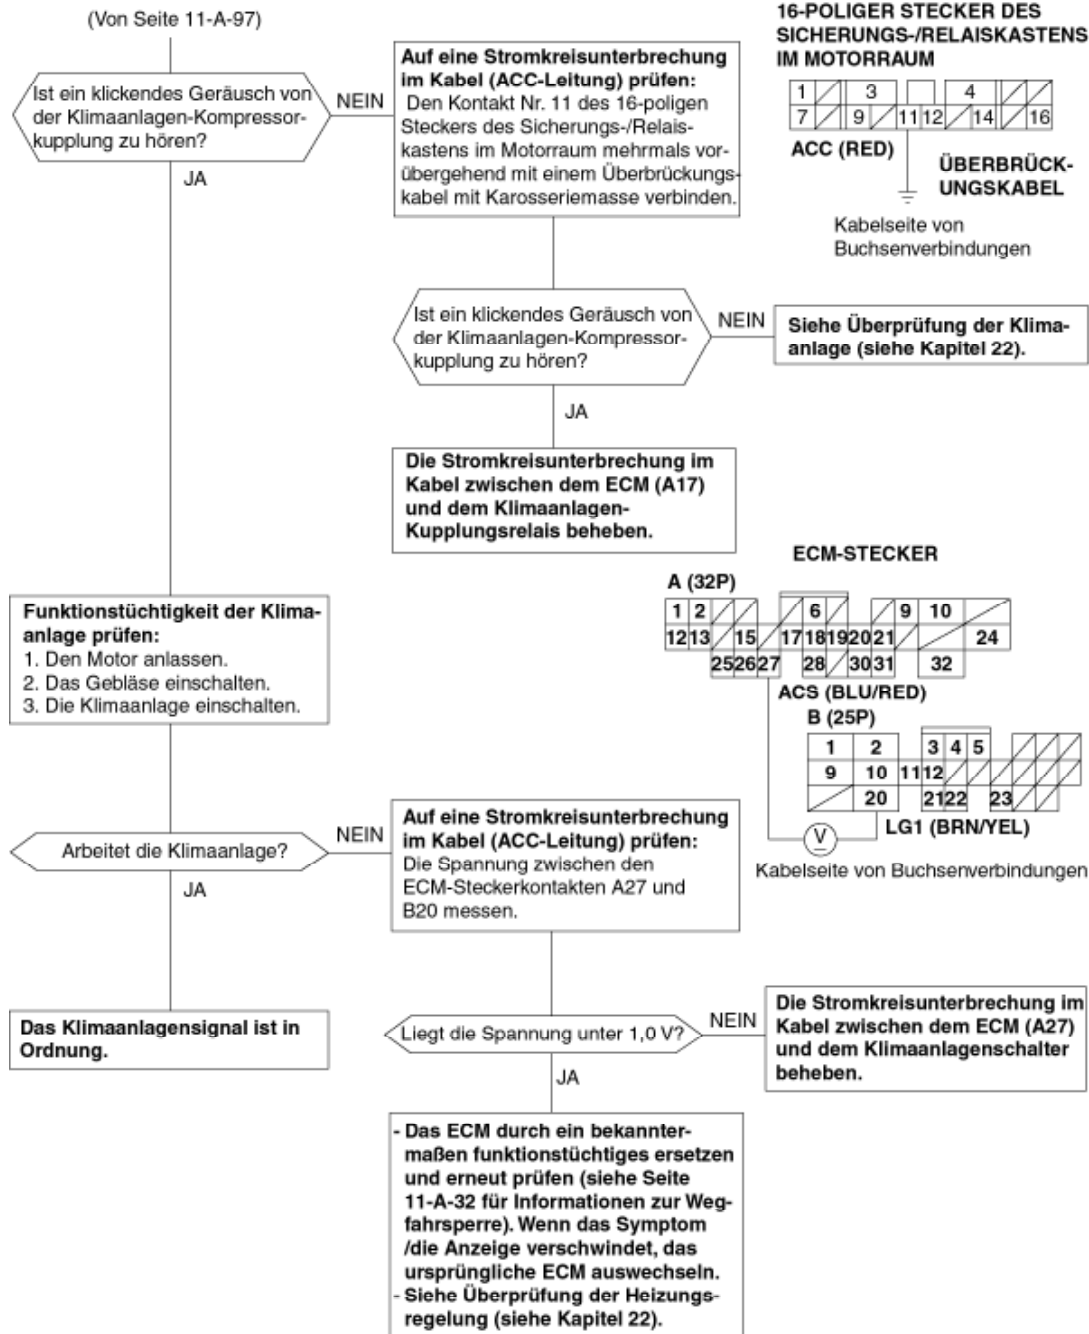 (Von Seite 11-A-97)
Ist ein klickendes Geräusch von
der Klimaanlagen-Kompressor-
kupplung zu hören?
NEIN
JA
Auf eine Stromkreisunterbrechung
im Kabel (ACC-Leitung) prüfen:
Den Kontakt Nr. 11 des 16-poligen
Steckers des Sicherungs-/Relais-
kastens im Motorraum mehrmals vor-
übergehend mit einem Überbrückungs-
kabel mit Karosseriemasse verbinden.
16-POLIGER STECKER DES
SICHERUNGS-/RELAISKASTENS
IM MOTORRAUM
1 3 4
7 9 11 12 14 16
ACC (RED)
ÜBERBRÜCK-
UNGSKABEL
Kabelseite von
Buchsenverbindungen
Ist ein klickendes Geräusch von
der Klimaanlagen-Kompressor-
kupplung zu hören?
NEIN
JA
Siehe Überprüfung der Klima-
anlage (siehe Kapitel 22).
Die Stromkreisunterbrechung im
Kabel zwischen dem ECM (A17)
und dem Klimaanlagen-
Kupplungsrelais beheben.
ECM-STECKER
A (32P)
1 2 6 9 10
12 13 15 17 18 19 20 21 24
25 26 27 28 30 31 32
ACS (BLU/RED)
B (25P)
1 2 3 4 5
9 10 11 12
20 21 22 23
LG1 (BRN/YEL)
V
Kabelseite von Buchsenverbindungen
Funktionstüchtigkeit der Klima-
anlage prüfen:
1. Den Motor anlassen.
2. Das Gebläse einschalten.
3. Die Klimaanlage einschalten.
Arbeitet die Klimaanlage?
NEIN
JA
Auf eine Stromkreisunterbrechung
im Kabel (ACC-Leitung) prüfen:
Die Spannung zwischen den
ECM-Steckerkontakten A27 und
B20 messen.
Das Klimaanlagensignal ist in
Ordnung.
Liegt die Spannung unter 1,0 V?
NEIN
JA
Die Stromkreisunterbrechung im
Kabel zwischen dem ECM (A27)
und dem Klimaanlagenschalter
beheben.
- Das ECM durch ein bekannter-
maßen funktionstüchtiges ersetzen
und erneut prüfen (siehe Seite
11-A-32 für Informationen zur Weg-
fahrsperre). Wenn das Symptom
/die Anzeige verschwindet, das
ursprüngliche ECM auswechseln.
- Siehe Überprüfung der Heizungs-
regelung (siehe Kapitel 22).